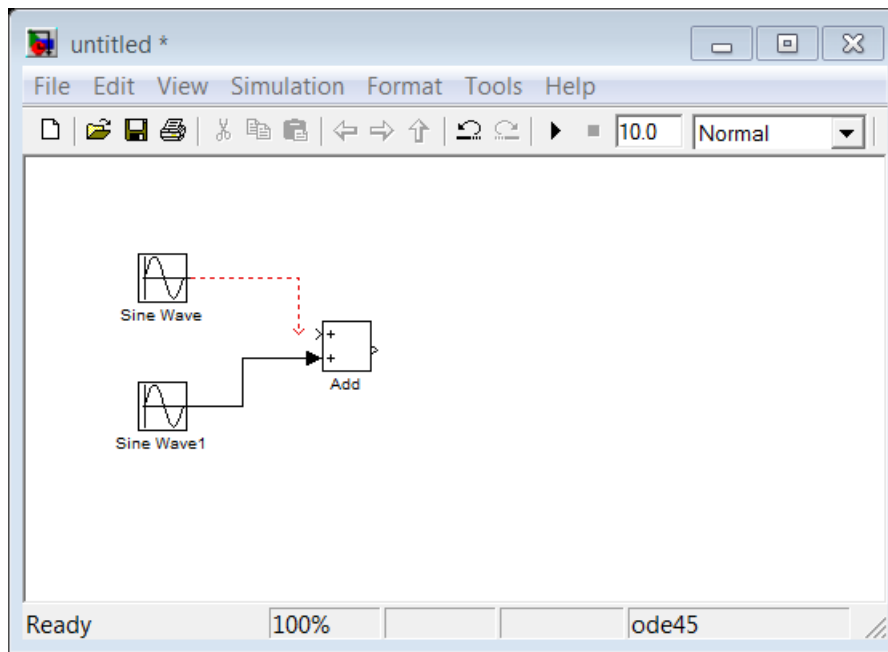 untitled *
File Edit View Simulation Format Tools Help
10.0 Normal
Sine Wave
+
+
Add
Sine Wave1
Ready 100% ode45